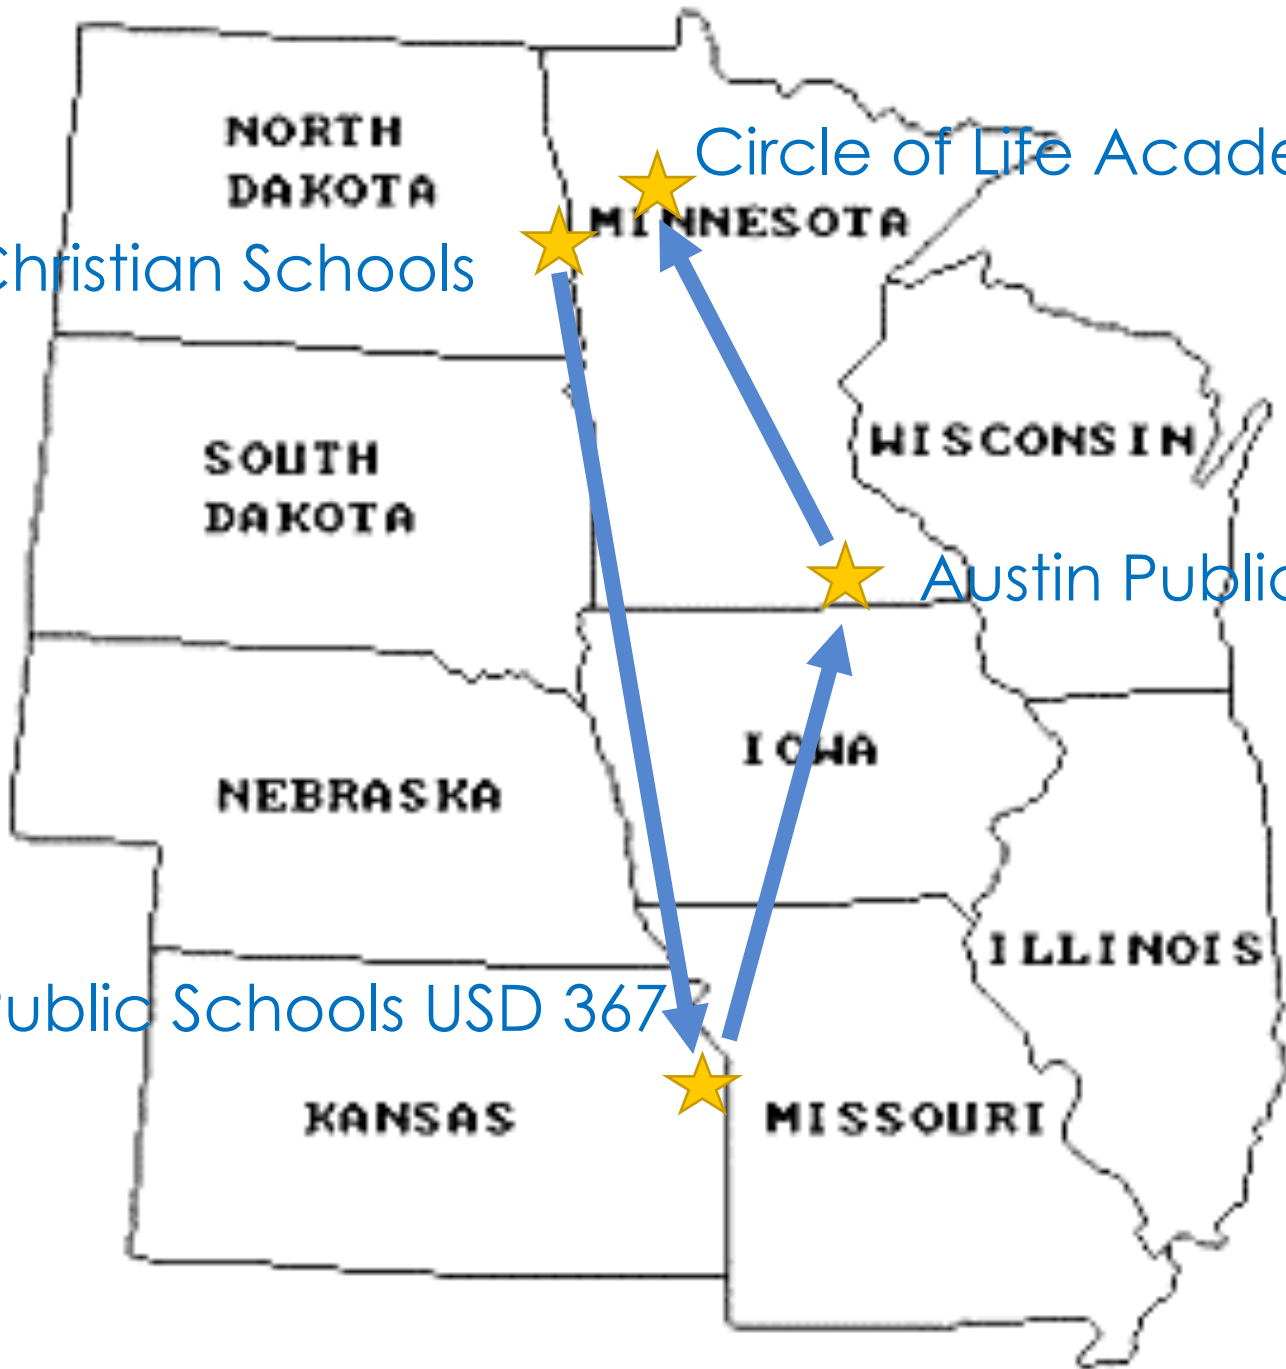 NORTH
DAKOTA
Circle of Life Acade
MINNESOTA
Christian Schools
WISCONSIN
SOUTH
DAKOTA
Austin Public
IOWA
NEBRASKA
ILLINOIS
ublic Schools USD 367
KANSAS
MISSOURI